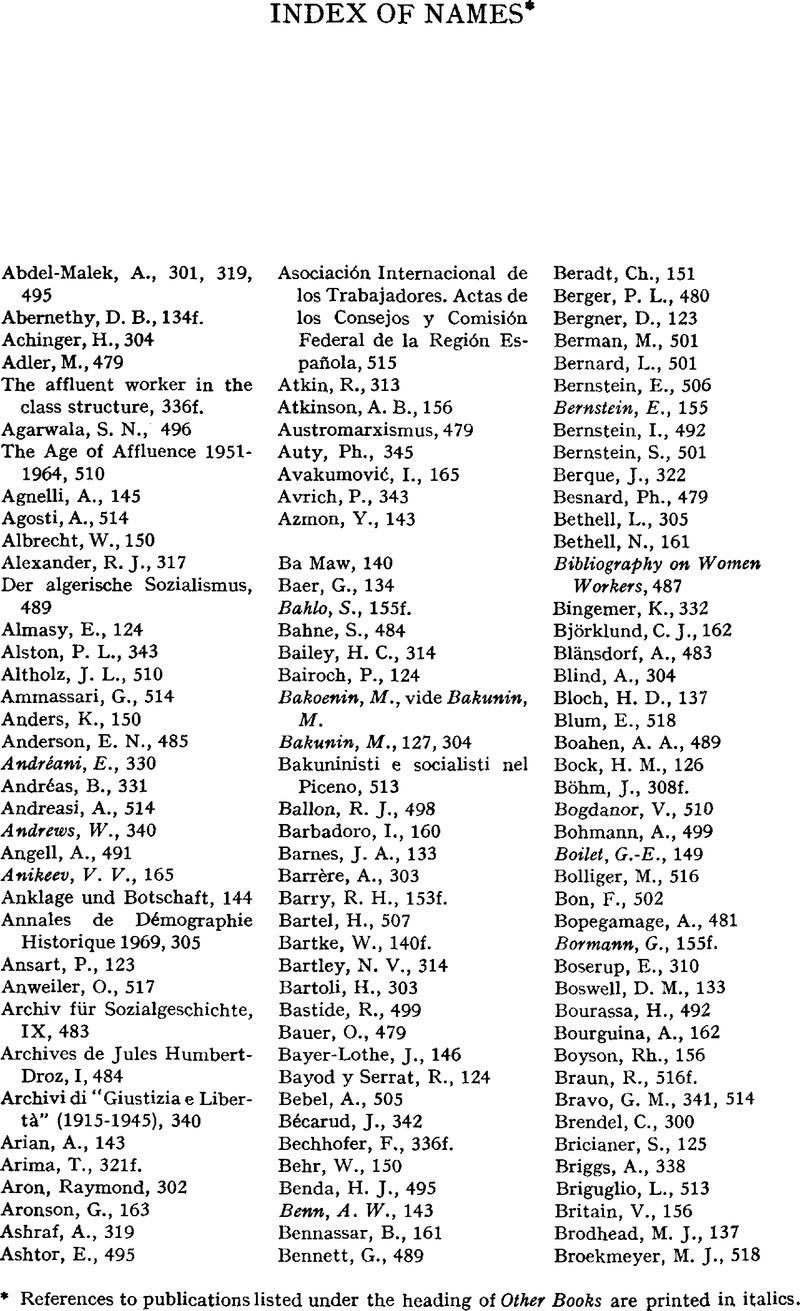 INDEX OF NAMES*
Abdel-Malek, A., 301, 319,
495
Abernethy, D. B., 134f.
Achinger, H., 304
Adler, M., 479
The affluent worker in the
class structure, 336f.
Agarwala, S. N., 496
The Age of Affluence 1951-
1964, 510
Agnelli, A., 145
Agosti, A., 514
Albrecht, W., 150
Alexander, R. J., 317
Der algerische Sozialismus,
489
Almasy, E., 124
Alston, P. L., 343
Altholz, J. L., 510
Ammassari, G., 514
Anders, K., 150
Anderson, E. N., 485
Andréani, E., 330
Andréas, B., 331
Andreasi, A., 514
Andrews, W., 340
Angell, A., 491
Anikeev, V. V., 165
Anklage und Botschaft, 144
Annales de Démographie
Historique 1969, 305
Ansart, P., 123
Anweiler, O., 517
Archiv für Sozialgeschichte,
IX, 483
Archives de Jules Humbert-
Droz, I, 484
Archivi di "Giustizia e Liber-
tà" (1915-1945), 340
Arian, A., 143
Arima, T., 321f.
Aron, Raymond, 302
Aronson, G., 163
Ashraf, A., 319
Ashtor, E., 495
Asociación Internacional de
los Trabajadores. Actas de
los Consejos y Comisión
Federal de la Región Es-
pañola, 515
Atkin, R., 313
Atkinson, A. B., 156
Austromarxismus, 479
Auty, Ph., 345
Avakumović, I., 165
Avrich, P., 343
Azmon, Y., 143
Ba Maw, 140
Baer, G., 134
Bahlo, S., 155f.
Bahne, S., 484
Bailey, H. C., 314
Bairoch, P., 124
Bakoenin, M., vide Bakunin,
M.
Bakunin, M., 127, 304
Bakuninisti e socialisti nel
Piceno, 513
Ballon, R. J., 498
Barbadoro, I., 160
Barnes, J. A., 133
Barrère, A., 303
Barry, R. H., 153f.
Bartel, H., 507
Bartke, W., 140f.
Bartley, N. V., 314
Bartoli, H., 303
Bastide, R., 499
Bauer, O., 479
Bayer-Lothe, J., 146
Bayod y Serrat, R., 124
Bebel, A., 505
Bécarud, J., 342
Bechhofer, F., 336f.
Behr, W., 150
Benda, H. J., 495
Benn, A. W., 143
Bennassar, B., 161
Bennett, G., 489
Beradt, Ch., 151
Berger, P. L., 480
Bergner, D., 123
Berman, M., 501
Bernard, L., 501
Bernstein, E., 506
Bernstein, E., 155
Bernstein, I., 492
Bernstein, S., 501
Berque, J., 322
Besnard, Ph., 479
Bethell, L., 305
Bethell, N., 161
Bibliography on Women
Workers, 487
Bingemer, K., 332
Björklund, C. J., 162
Blänsdorf, A., 483
Blind, A., 304
Bloch, H. D., 137
Blum, E., 518
Boahen, A. A., 489
Bock, H. M., 126
Böhm, J., 308f.
Bogdanor, V., 510
Bohmann, A., 499
Boilet, G.-E., 149
Bolliger, M., 516
Bon, F., 502
Bopegamage, A., 481
Bormann, G., 155f.
Boserup, E., 310
Boswell, D. M., 133
Bourassa, H., 492
Bourguina, A., 162
Boyson, Rh., 156
Braun, R., 516f.
Bravo, G. M., 341, 514
Brendel, C., 300
Bricianer, S., 125
Briggs, A., 338
Briguglio, L., 513
Britain, V., 156
Brodhead, M. J., 137
Broekmeyer, M. J., 518
* References to publications listed under the heading of Other Books are printed in italics.